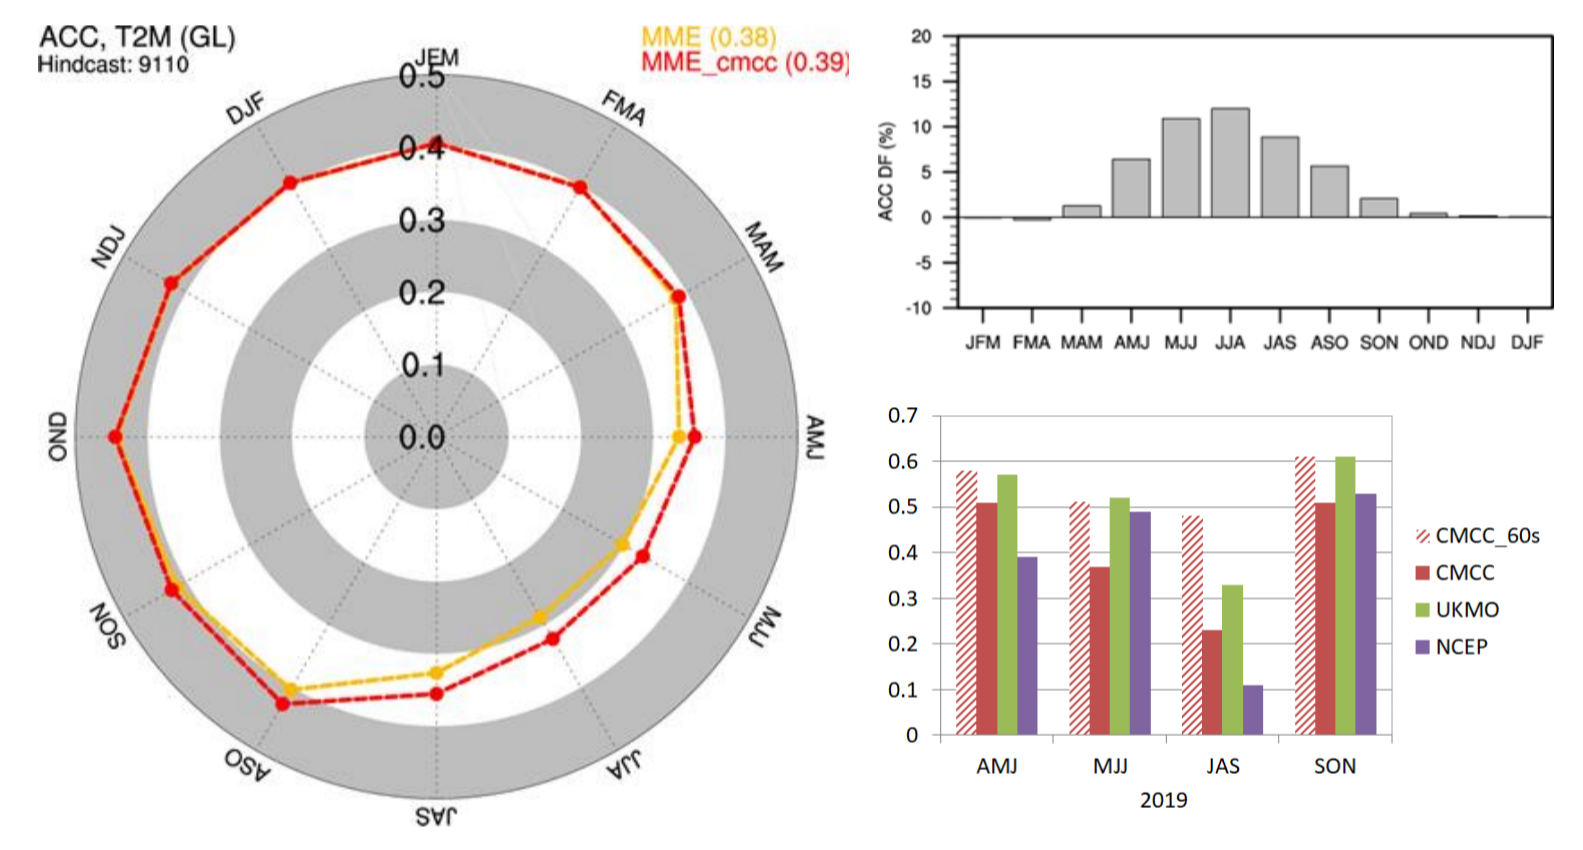 ACC, T2M (GL)
Hindcast: 9110
MME (0.38)
MME_cmcc (0.39)
JFM
FMA
MAM
AMJ
MJJ
JJA
JAS
ASO
SON
OND
NDJ
DJF
0.5
0.4
0.3
0.2
0.1
0.0
ACC DF (%)
20
15
10
5
0
-5
-10
JFM FMA MAM AMJ MJJ JJA JAS ASO SON OND NDJ DJF
0.7
0.6
0.5
0.4
0.3
0.2
0.1
0
AMJ MJJ JAS SON
2019
CMCC_60s
CMCC
UKMO
NCEP